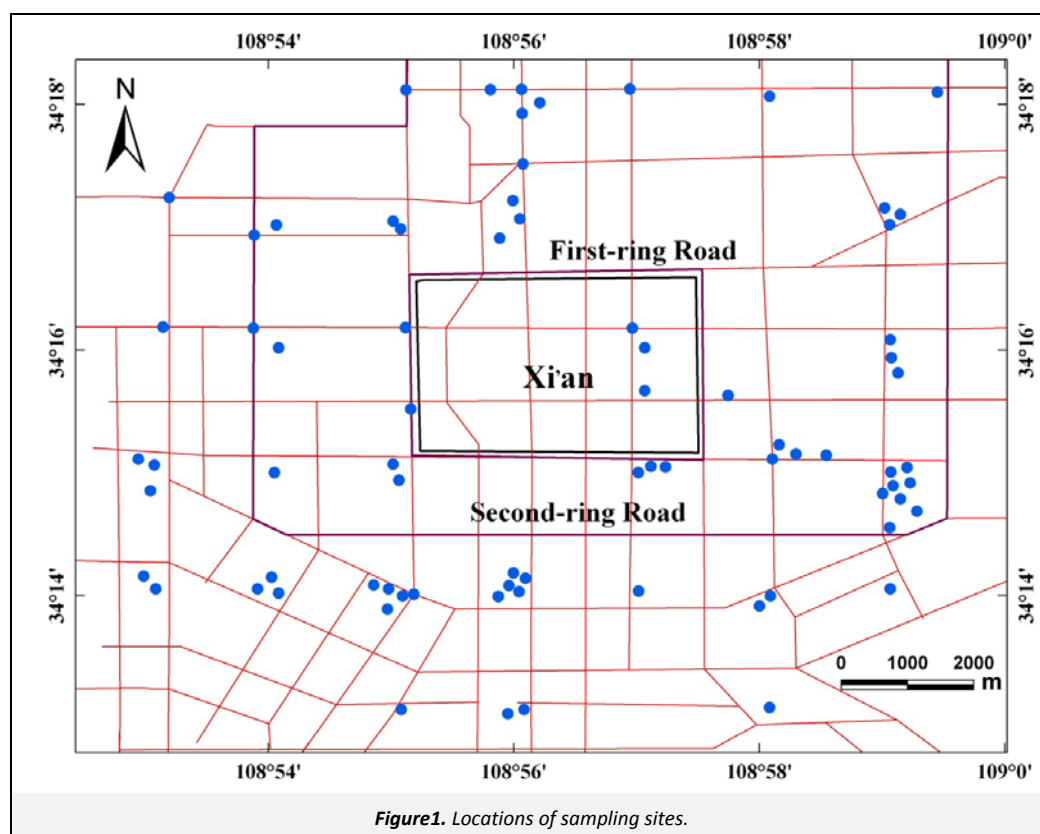 108°54' 108°56' 108°58' 109°0'
N
34°18' 34°18'
First-ring Road
34°16' 34°16'
Xi'an
Second-ring Road
34°14' 34°14'
0 1000 2000
m
108°54' 108°56' 108°58' 109°0'
Figure1. Locations of sampling sites.